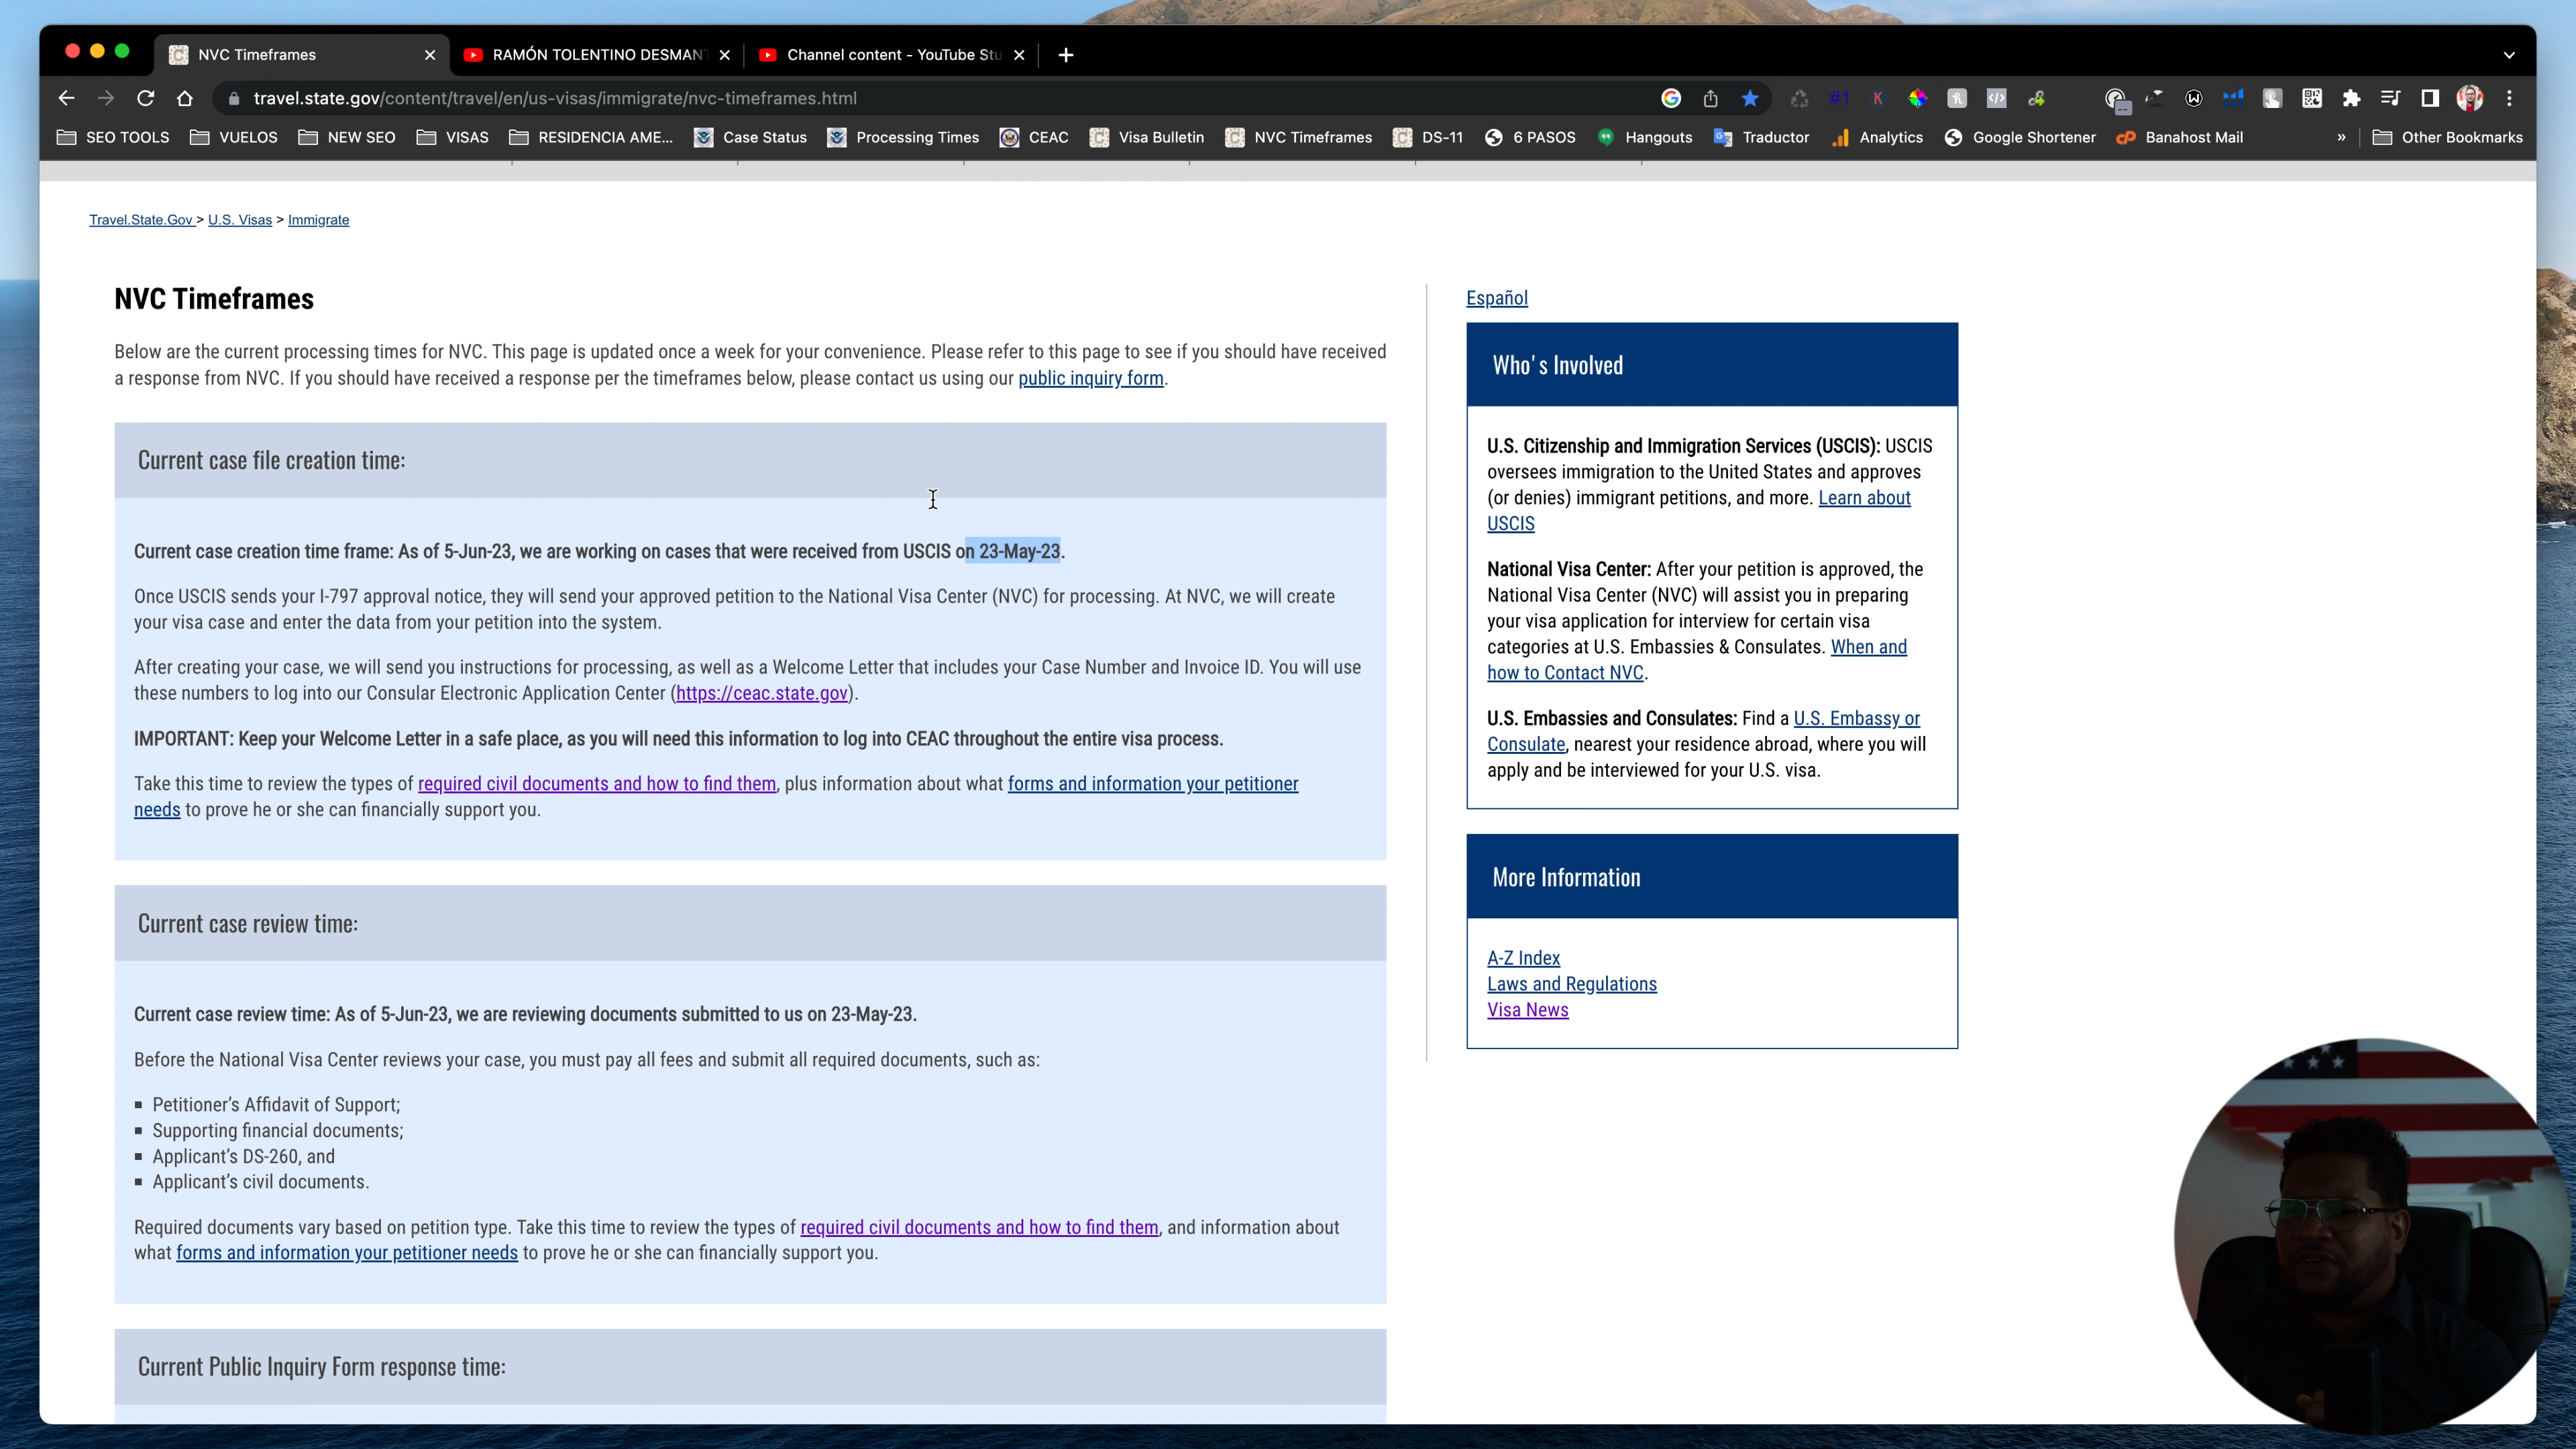 NVC Timeframes
RAMÓN TOLENTINO DESMAN
Channel content - YouTube Stu
travel.state.gov/content/travel/en/us-visas/immigrate/nvc-timeframes.html
#1
SEO TOOLS VUELOS NEW SEO VISAS RESIDENCIA AME... Case Status Processing Times CEAC Visa Bulletin NVC Timeframes DS-11 6 PASOS Hangouts Traductor Analytics Google Shortener Banahost Mail » Other Bookmarks
Travel.State.Gov > U.S. Visas > Immigrate
NVC Timeframes
Below are the current processing times for NVC. This page is updated once a week for your convenience. Please refer to this page to see if you should have received
a response from NVC. If you should have received a response per the timeframes below, please contact us using our public inquiry form.
Current case file creation time:
Current case creation time frame: As of 5-Jun-23, we are working on cases that were received from USCIS on 23-May-23.
Once USCIS sends your I-797 approval notice, they will send your approved petition to the National Visa Center (NVC) for processing. At NVC, we will create
your visa case and enter the data from your petition into the system.
After creating your case, we will send you instructions for processing, as well as a Welcome Letter that includes your Case Number and Invoice ID. You will use
these numbers to log into our Consular Electronic Application Center (https://ceac.state.gov).
IMPORTANT: Keep your Welcome Letter in a safe place, as you will need this information to log into CEAC throughout the entire visa process.
Take this time to review the types of required civil documents and how to find them, plus information about what forms and information your petitioner
needs to prove he or she can financially support you.
Current case review time:
Current case review time: As of 5-Jun-23, we are reviewing documents submitted to us on 23-May-23.
Before the National Visa Center reviews your case, you must pay all fees and submit all required documents, such as:
▪ Petitioner's Affidavit of Support;
▪ Supporting financial documents;
▪ Applicant's DS-260, and
▪ Applicant's civil documents.
Required documents vary based on petition type. Take this time to review the types of required civil documents and how to find them, and information about
what forms and information your petitioner needs to prove he or she can financially support you.
Current Public Inquiry Form response time:
Español
Who's Involved
U.S. Citizenship and Immigration Services (USCIS): USCIS
oversees immigration to the United States and approves
(or denies) immigrant petitions, and more. Learn about
USCIS
National Visa Center: After your petition is approved, the
National Visa Center (NVC) will assist you in preparing
your visa application for interview for certain visa
categories at U.S. Embassies & Consulates. When and
how to Contact NVC.
U.S. Embassies and Consulates: Find a U.S. Embassy or
Consulate, nearest your residence abroad, where you will
apply and be interviewed for your U.S. visa.
More Information
A-Z Index
Laws and Regulations
Visa News